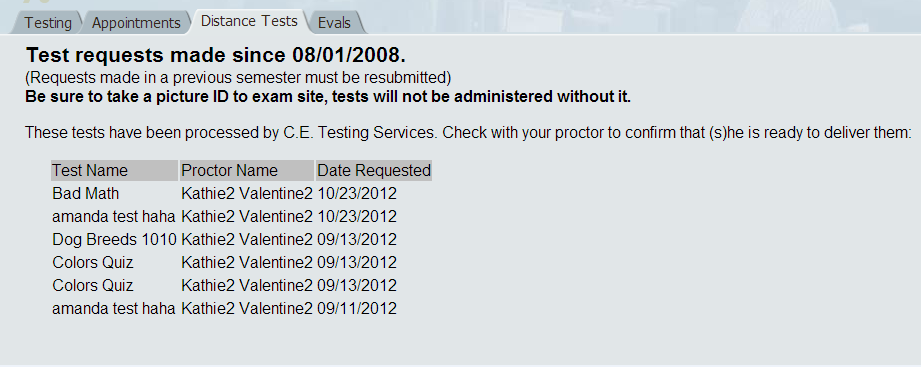 Testing Appointments Distance Tests Evals
Test requests made since 08/01/2008.
(Requests made in a previous semester must be resubmitted)
Be sure to take a picture ID to exam site, tests will not be administered without it.
These tests have been processed by C.E. Testing Services. Check with your proctor to confirm that (s)he is ready to deliver them:
Test Name Proctor Name Date Requested
Bad Math Kathie2 Valentine2 10/23/2012
amanda test haha Kathie2 Valentine2 10/23/2012
Dog Breeds 1010 Kathie2 Valentine2 09/13/2012
Colors Quiz Kathie2 Valentine2 09/13/2012
Colors Quiz Kathie2 Valentine2 09/13/2012
amanda test haha Kathie2 Valentine2 09/11/2012